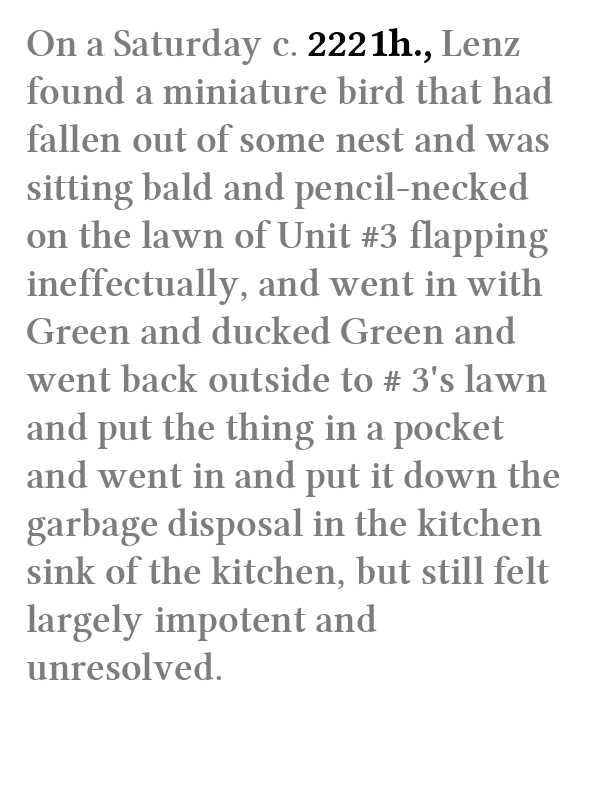 On a Saturday c. 2221h., Lenz
found a miniature bird that had
fallen out of some nest and was
sitting bald and pencil-necked
on the lawn of Unit #3 flapping
ineffectually, and went in with
Green and ducked Green and
went back outside to # 3's lawn
and put the thing in a pocket
and went in and put it down the
garbage disposal in the kitchen
sink of the kitchen, but still felt
largely impotent and
unresolved.